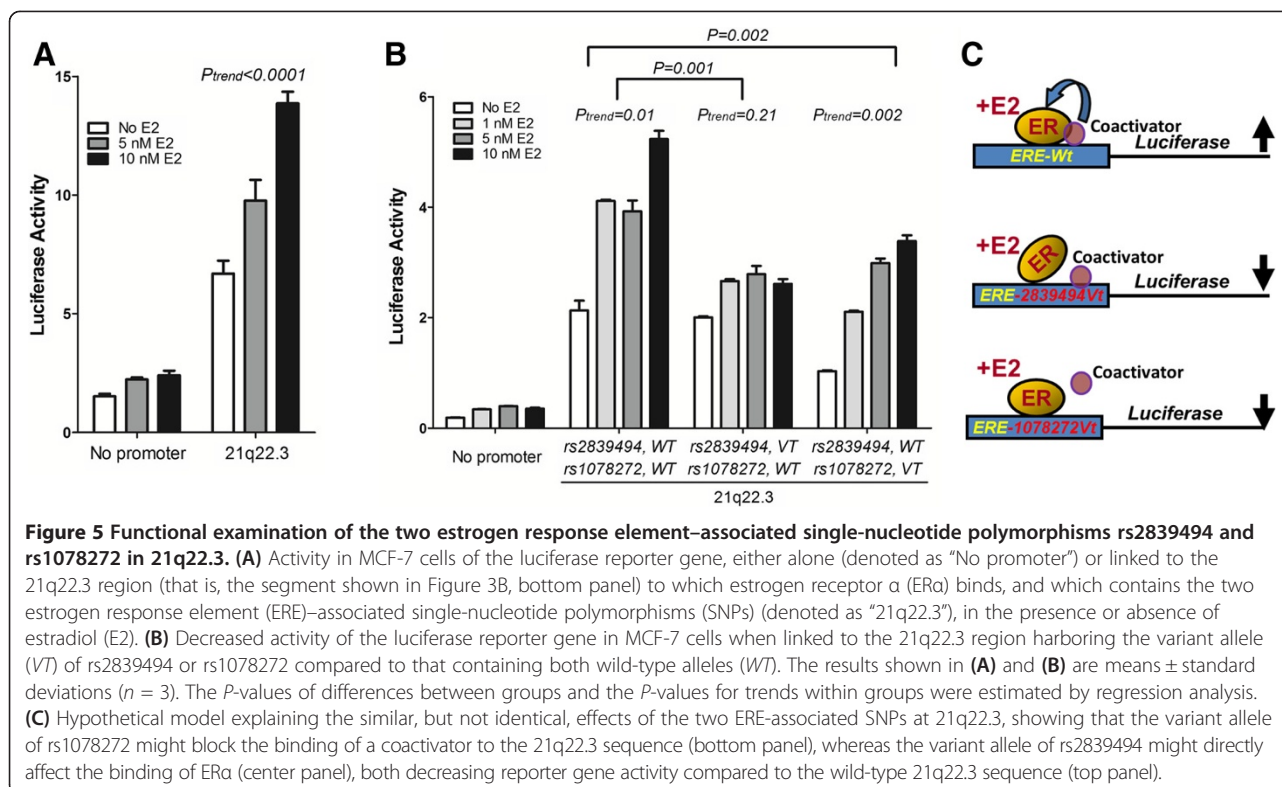 A
Ptrend<0.0001
15
10
5
0
Luciferase Activity
No E2
5 nM E2
10 nM E2
No promoter
21q22.3
B
P=0.002
P=0.001
Ptrend=0.01
Ptrend=0.21
Ptrend=0.002
6
4
2
0
Luciferase Activity
No E2
1 nM E2
5 nM E2
10 nM E2
No promoter
rs2839494, WT
rs1078272, WT
rs2839494, VT
rs1078272, WT
rs2839494, WT
rs1078272, VT
21q22.3
C
+E2
ER
Coactivator
ERE-Wt
Luciferase
+E2
ER
Coactivator
ERE-2839494Vt
Luciferase
+E2
ER
Coactivator
ERE-1078272Vt
Luciferase
Figure 5 Functional examination of the two estrogen response element–associated single-nucleotide polymorphisms rs2839494 and
rs1078272 in 21q22.3. (A) Activity in MCF-7 cells of the luciferase reporter gene, either alone (denoted as “No promoter”) or linked to the
21q22.3 region (that is, the segment shown in Figure 3B, bottom panel) to which estrogen receptor α (ERα) binds, and which contains the two
estrogen response element (ERE)–associated single-nucleotide polymorphisms (SNPs) (denoted as “21q22.3”), in the presence or absence of
estradiol (E2). (B) Decreased activity of the luciferase reporter gene in MCF-7 cells when linked to the 21q22.3 region harboring the variant allele
(VT) of rs2839494 or rs1078272 compared to that containing both wild-type alleles (WT). The results shown in (A) and (B) are means ± standard
deviations (n = 3). The P-values of differences between groups and the P-values for trends within groups were estimated by regression analysis.
(C) Hypothetical model explaining the similar, but not identical, effects of the two ERE-associated SNPs at 21q22.3, showing that the variant allele
of rs1078272 might block the binding of a coactivator to the 21q22.3 sequence (bottom panel), whereas the variant allele of rs2839494 might directly
affect the binding of ERα (center panel), both decreasing reporter gene activity compared to the wild-type 21q22.3 sequence (top panel).